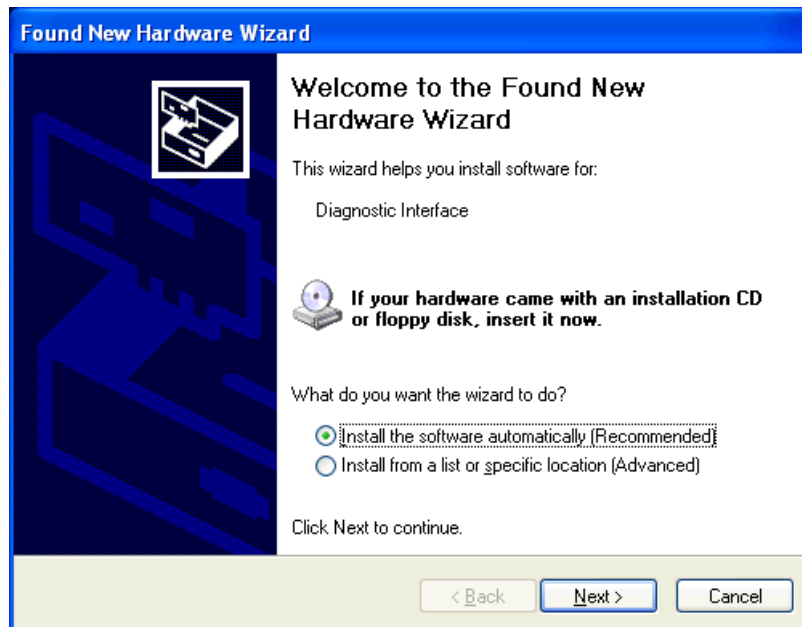 Found New Hardware Wizard
Welcome to the Found New
Hardware Wizard
This wizard helps you install software for:
Diagnostic Interface
If your hardware came with an installation CD
or floppy disk, insert it now.
What do you want the wizard to do?
Install the software automatically (Recommended)
Install from a list or specific location (Advanced)
Click Next to continue.
< Back
Next >
Cancel